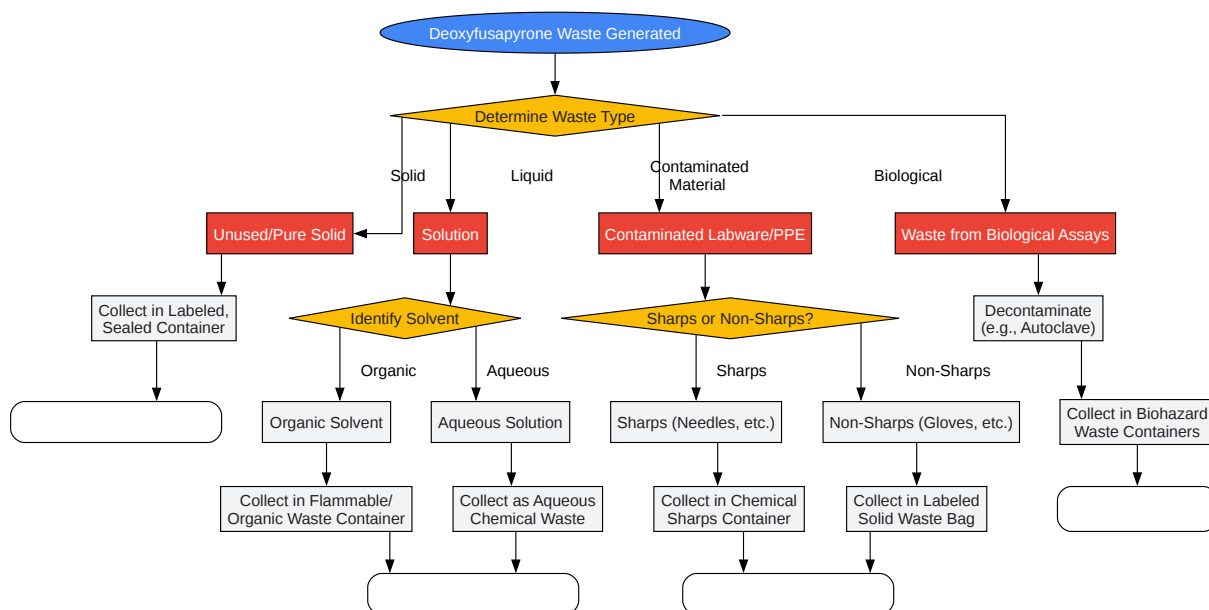 Deoxyfusapyrone Waste Generated
Determine Waste Type
Solid
Liquid
Contaminated
Material
Biological
Unused/Pure Solid
Solution
Contaminated Labware/PPE
Waste from Biological Assays
Collect in Labeled,
Sealed Container
Identify Solvent
Sharps or Non-Sharps?
Decontaminate
(e.g., Autoclave)
Organic
Aqueous
Sharps
Non-Sharps
Organic Solvent
Aqueous Solution
Sharps (Needles, etc.)
Non-Sharps (Gloves, etc.)
Collect in Biohazard
Waste Containers
Collect in Flammable/
Organic Waste Container
Collect as Aqueous
Chemical Waste
Collect in Chemical
Sharps Container
Collect in Labeled
Solid Waste Bag